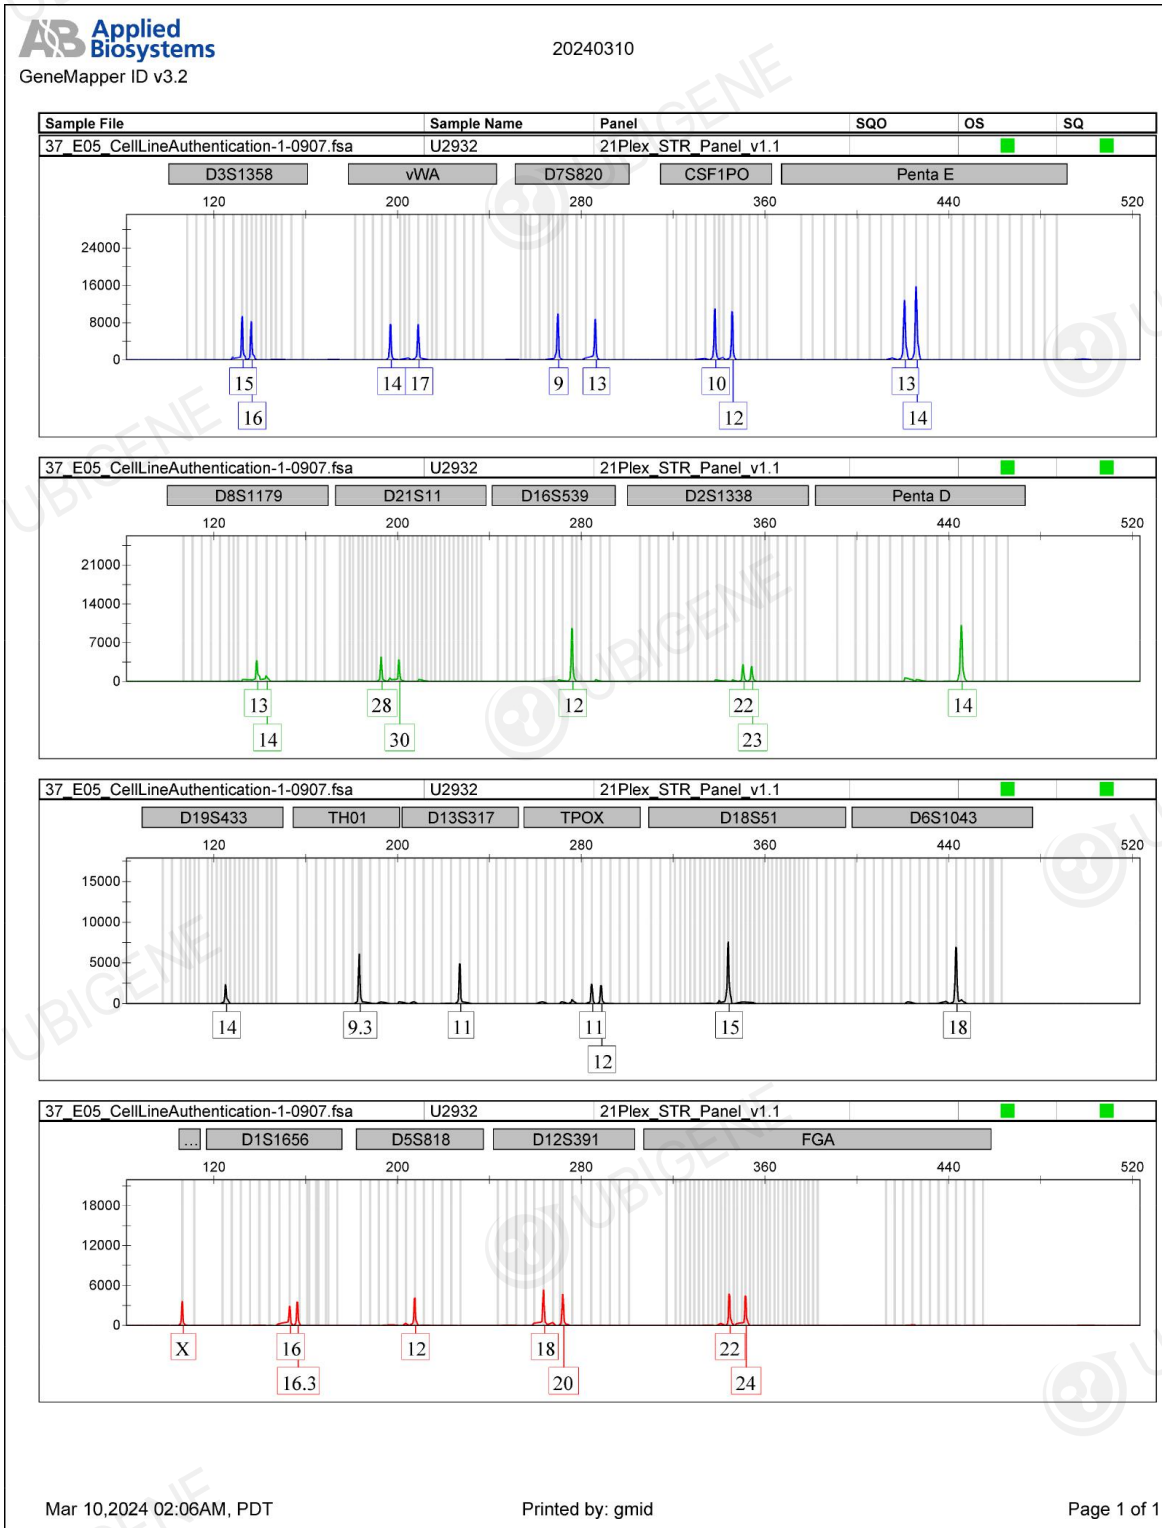 AB Applied Biosystems
GeneMapper ID v3.2
20240310
Sample File Sample Name Panel SQO OS SQ
37_E05_CellLineAuthentication-1-0907.fsa U2932 21Plex_STR_Panel_v1.1
D3S1358 vWA D7S820 CSF1PO Penta E
120 200 280 360 440 520
24000
16000
8000
0
15 14 17 9 13 10 13
16 12 14
37_E05_CellLineAuthentication-1-0907.fsa U2932 21Plex_STR_Panel_v1.1
D8S1179 D21S11 D16S539 D2S1338 Penta D
120 200 280 360 440 520
21000
14000
7000
0
13 28 12 22 14
14 30 23
37_E05_CellLineAuthentication-1-0907.fsa U2932 21Plex_STR_Panel_v1.1
D19S433 TH01 D13S317 TPOX D18S51 D6S1043
120 200 280 360 440 520
15000
10000
5000
0
14 9.3 11 11 15 18
12
37_E05_CellLineAuthentication-1-0907.fsa U2932 21Plex_STR_Panel_v1.1
... D1S1656 D5S818 D12S391 FGA
120 200 280 360 440 520
18000
12000
6000
0
X 16 12 18 22
16.3 20 24
Mar 10,2024 02:06AM, PDT Printed by: gmid Page 1 of 1
UBIGENE
UBIGENE
UBIGENE
UBIGENE
UBIGENE